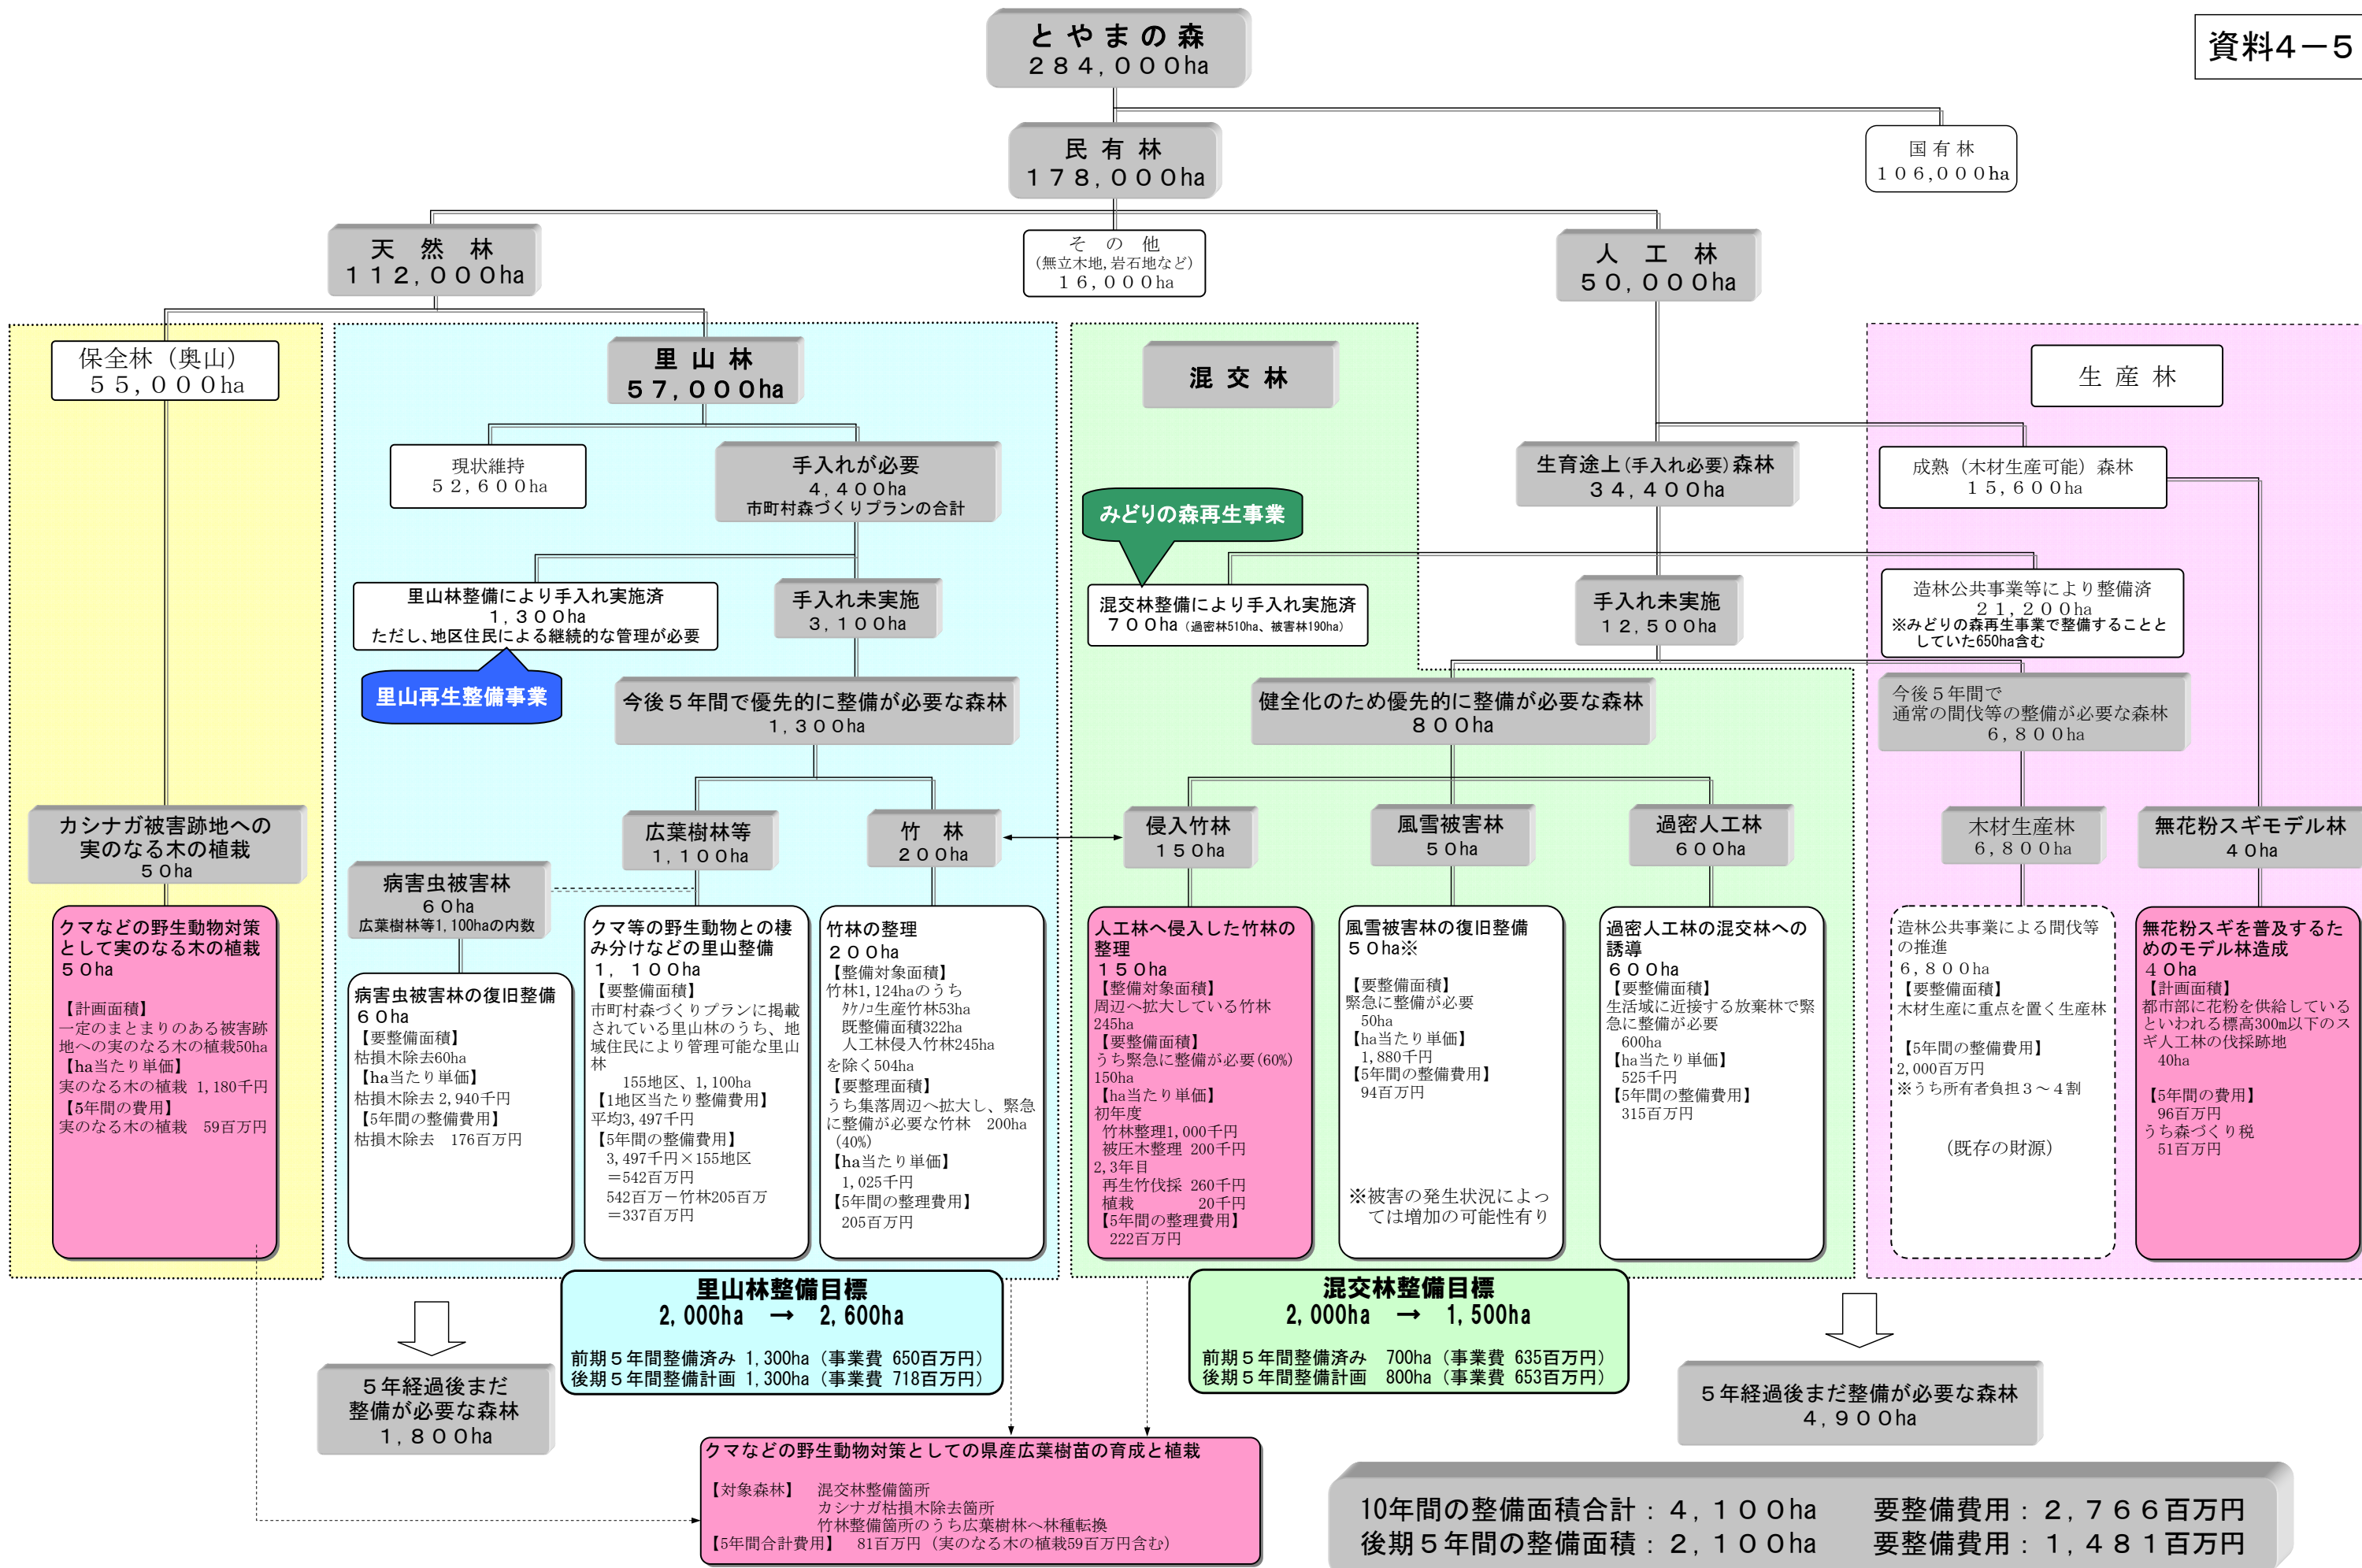 資料4－5
とやまの森
284,000ha
民有林
178,000ha
国有林
106,000ha
天然林
112,000ha
その他
(無立木地,岩石地など)
16,000ha
人工林
50,000ha
保全林（奥山）
55,000ha
里山林
57,000ha
混交林
生産林
現状維持
52,600ha
手入れが必要
4,400ha
市町村森づくりプランの合計
生育途上(手入れ必要)森林
34,400ha
成熟（木材生産可能）森林
15,600ha
みどりの森再生事業
里山林整備により手入れ実施済
1,300ha
ただし、地区住民による継続的な管理が必要
手入れ未実施
3,100ha
混交林整備により手入れ実施済
700ha（過密林510ha、被害林190ha）
手入れ未実施
12,500ha
造林公共事業等により整備済
21,200ha
※みどりの森再生事業で整備することと
していた650ha含む
里山再生整備事業
今後５年間で優先的に整備が必要な森林
1,300ha
健全化のため優先的に整備が必要な森林
800ha
今後５年間で
通常の間伐等の整備が必要な森林
6,800ha
カシナガ被害跡地への
実のなる木の植栽
50ha
広葉樹林等
1,100ha
竹林
200ha
侵入竹林
150ha
風雪被害林
50ha
過密人工林
600ha
木材生産林
6,800ha
無花粉スギモデル林
40ha
病害虫被害林
60ha
広葉樹林等1,100haの内数
クマなどの野生動物対策
として実のなる木の植栽
50ha
【計画面積】
一定のまとまりのある被害跡
地への実のなる木の植栽50ha
【ha当たり単価】
実のなる木の植栽 1,180千円
【5年間の費用】
実のなる木の植栽　59百万円
病害虫被害林の復旧整備
60ha
【要整備面積】
枯損木除去60ha
【ha当たり単価】
枯損木除去 2,940千円
【5年間の整備費用】
枯損木除去　176百万円
クマ等の野生動物との棲
み分けなどの里山整備
1，100ha
【要整備面積】
市町村森づくりプランに掲載
されている里山林のうち、地
域住民により管理可能な里山
林
155地区、1,100ha
【1地区当たり整備費用】
平均3,497千円
【5年間の整備費用】
3,497千円×155地区
＝542百万円
542百万－竹林205百万
＝337百万円
竹林の整理
200ha
【整備対象面積】
竹林1,124haのうち
ﾀｹﾉｺ生産竹林53ha
既整備面積322ha
人工林侵入竹林245ha
を除く504ha
【要整理面積】
うち集落周辺へ拡大し、緊急
に整備が必要な竹林　200ha
（40%）
【ha当たり単価】
1,025千円
【5年間の整理費用】
205百万円
人工林へ侵入した竹林の
整理
150ha
【整備対象面積】
周辺へ拡大している竹林
245ha
【要整備面積】
うち緊急に整備が必要(60%)
150ha
【ha当たり単価】
初年度
竹林整理1,000千円
被圧木整理 200千円
2,3年目
再生竹伐採 260千円
植栽　20千円
【5年間の整理費用】
222百万円
風雪被害林の復旧整備
50ha※
【要整備面積】
緊急に整備が必要
50ha
【ha当たり単価】
1,880千円
【5年間の整備費用】
94百万円
※被害の発生状況によっ
ては増加の可能性有り
過密人工林の混交林への
誘導
600ha
【要整備面積】
生活域に近接する放棄林で緊
急に整備が必要
600ha
【ha当たり単価】
525千円
【5年間の整備費用】
315百万円
造林公共事業による間伐等
の推進
6,800ha
【要整備面積】
木材生産に重点を置く生産林
【5年間の整備費用】
2,000百万円
※うち所有者負担３～４割
（既存の財源）
無花粉スギを普及するた
めのモデル林造成
40ha
【計画面積】
都市部に花粉を供給している
といわれる標高300m以下のス
ギ人工林の伐採跡地
40ha
【5年間の費用】
96百万円
うち森づくり税
51百万円
里山林整備目標
2,000ha　→　2,600ha
前期５年間整備済み 1,300ha（事業費 650百万円）
後期５年間整備計画 1,300ha（事業費 718百万円）
混交林整備目標
2,000ha　→　1,500ha
前期５年間整備済み　700ha（事業費 635百万円）
後期５年間整備計画　800ha（事業費 653百万円）
５年経過後まだ
整備が必要な森林
1,800ha
５年経過後まだ整備が必要な森林
4,900ha
クマなどの野生動物対策としての県産広葉樹苗の育成と植栽
【対象森林】　混交林整備箇所
カシナガ枯損木除去箇所
竹林整備箇所のうち広葉樹林へ林種転換
【5年間合計費用】　81百万円（実のなる木の植栽59百万円含む）
10年間の整備面積合計：4,100ha　要整備費用：2,766百万円
後期５年間の整備面積：2,100ha　要整備費用：1,481百万円